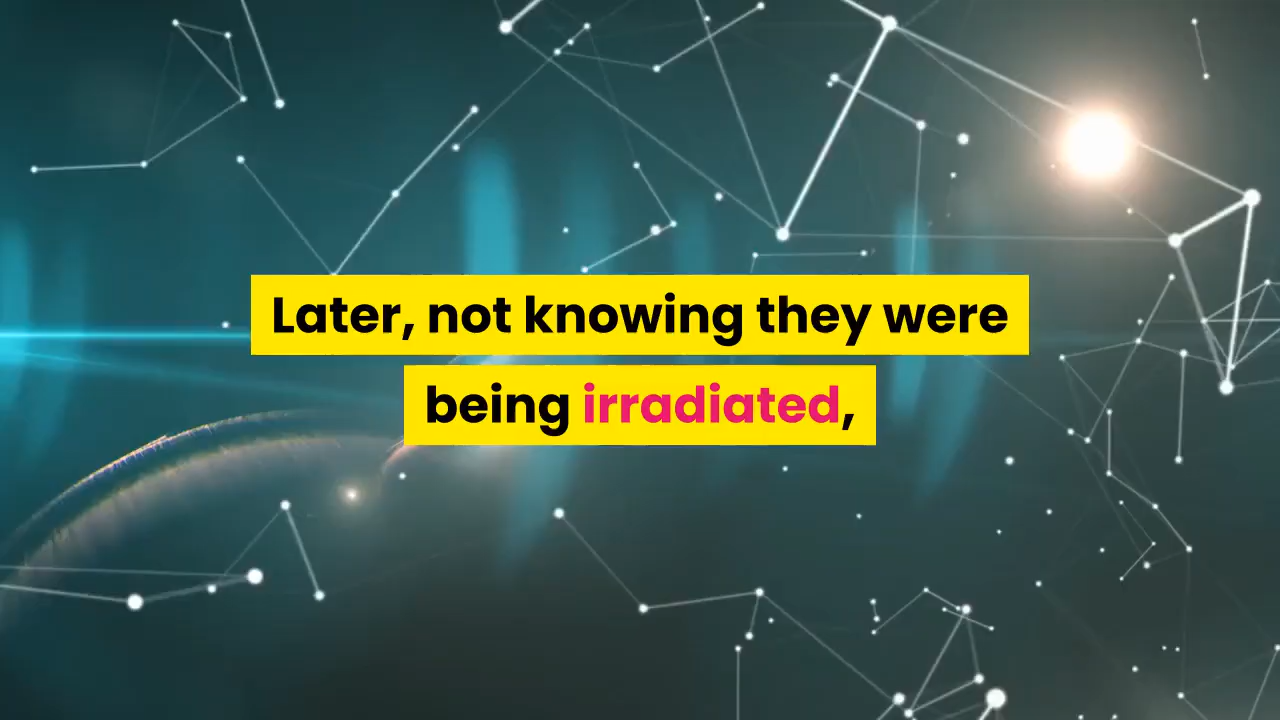 Later, not knowing they were
being irradiated,